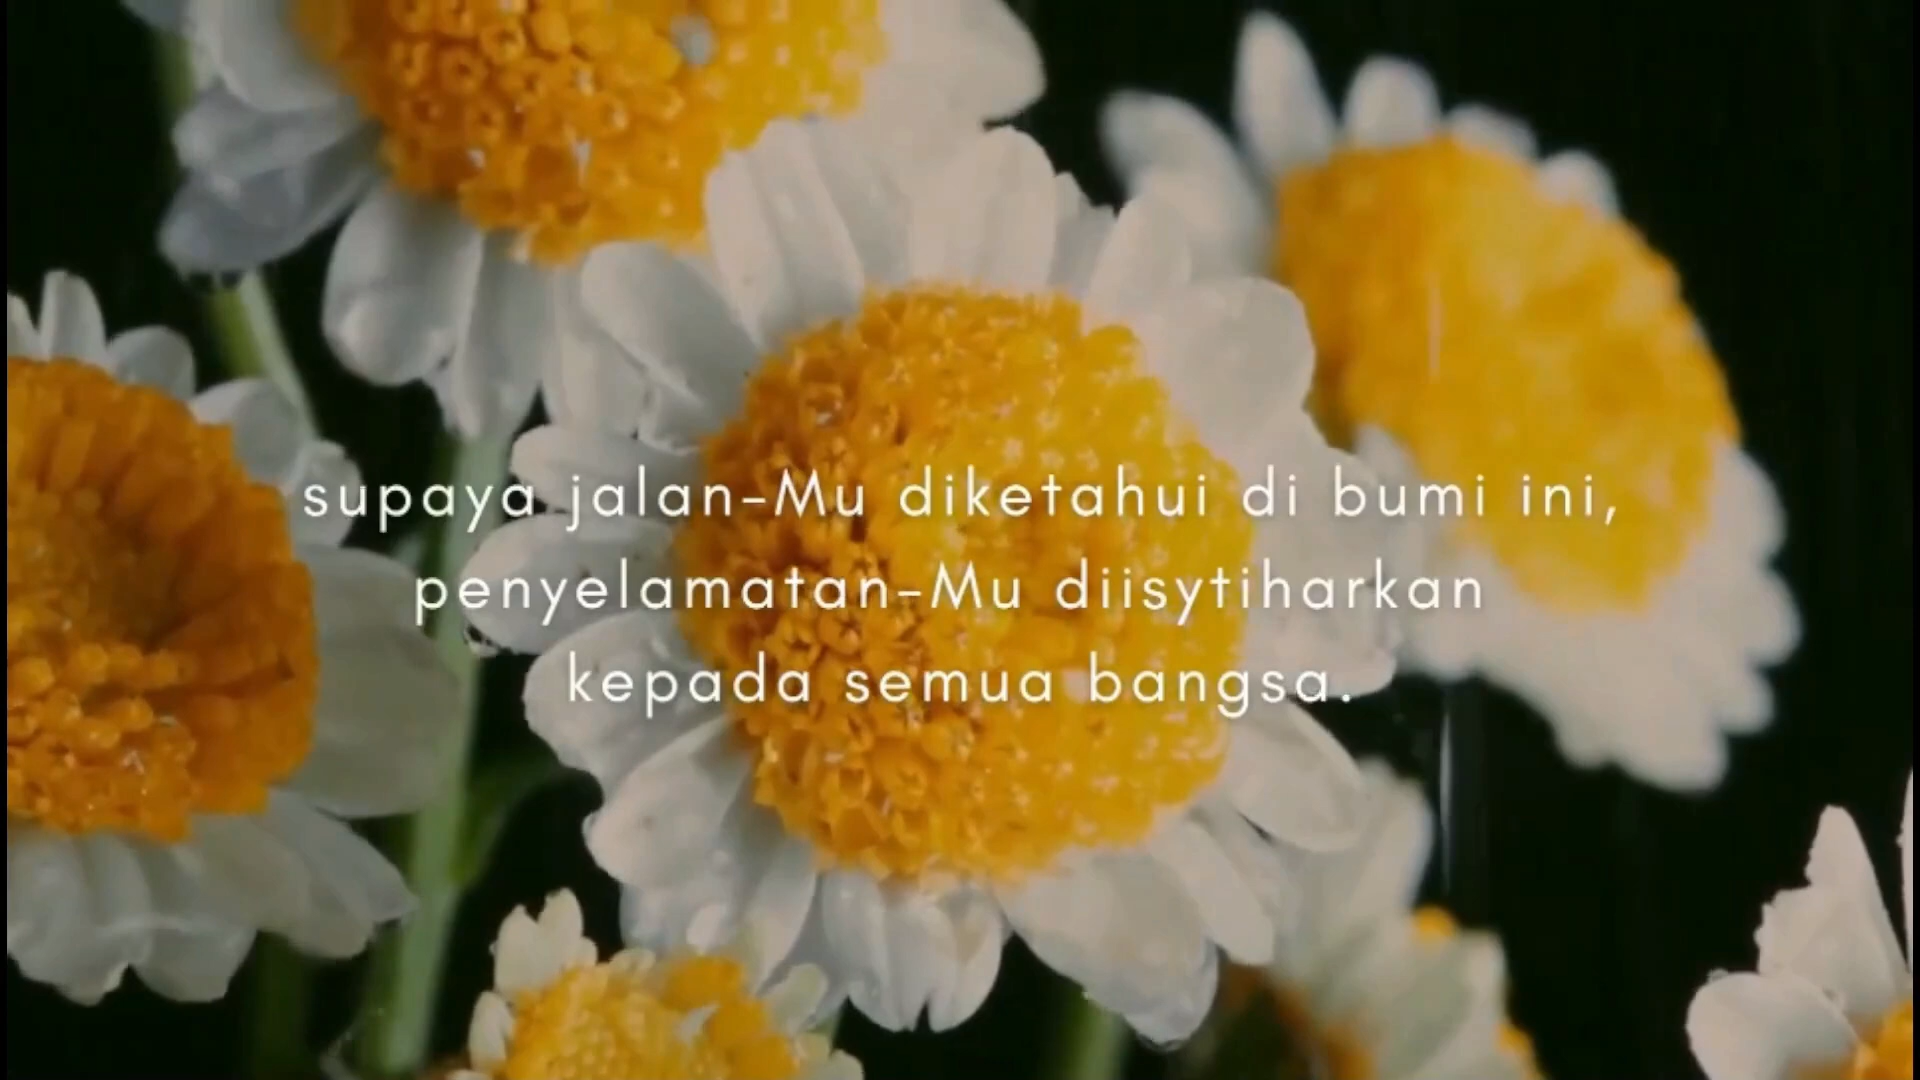 supaya jalan-Mu diketahui di bumi ini,
penyelamatan-Mu diisytiharkan
kepada semua bangsa.